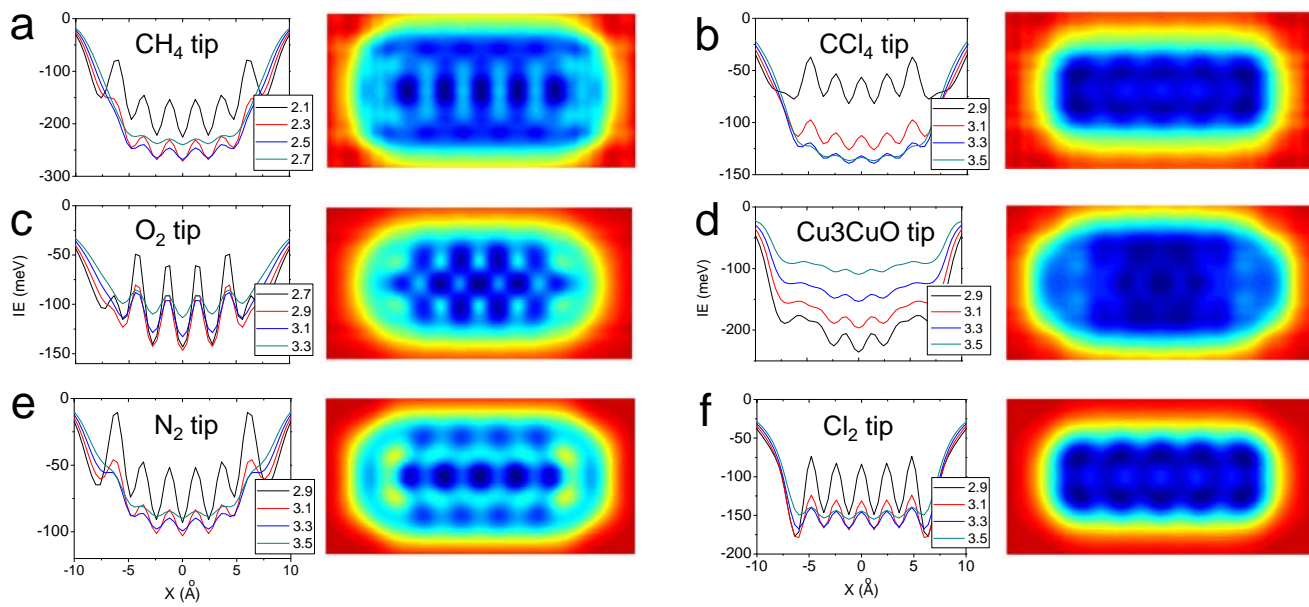 a
CH4 tip
0
-100
-200
-300
2.1
2.3
2.5
2.7
b
CCl4 tip
0
-50
-100
-150
2.9
3.1
3.3
3.5
c
O2 tip
IE (meV)
0
-50
-100
-150
2.7
2.9
3.1
3.3
d
Cu3CuO tip
IE (meV)
0
-100
-200
2.9
3.1
3.3
3.5
e
N2 tip
0
-50
-100
2.9
3.1
3.3
3.5
-10 -5 0 5 10
X (Å)
f
Cl2 tip
0
-50
-100
-150
-200
2.9
3.1
3.3
3.5
-10 -5 0 5 10
X (Å)